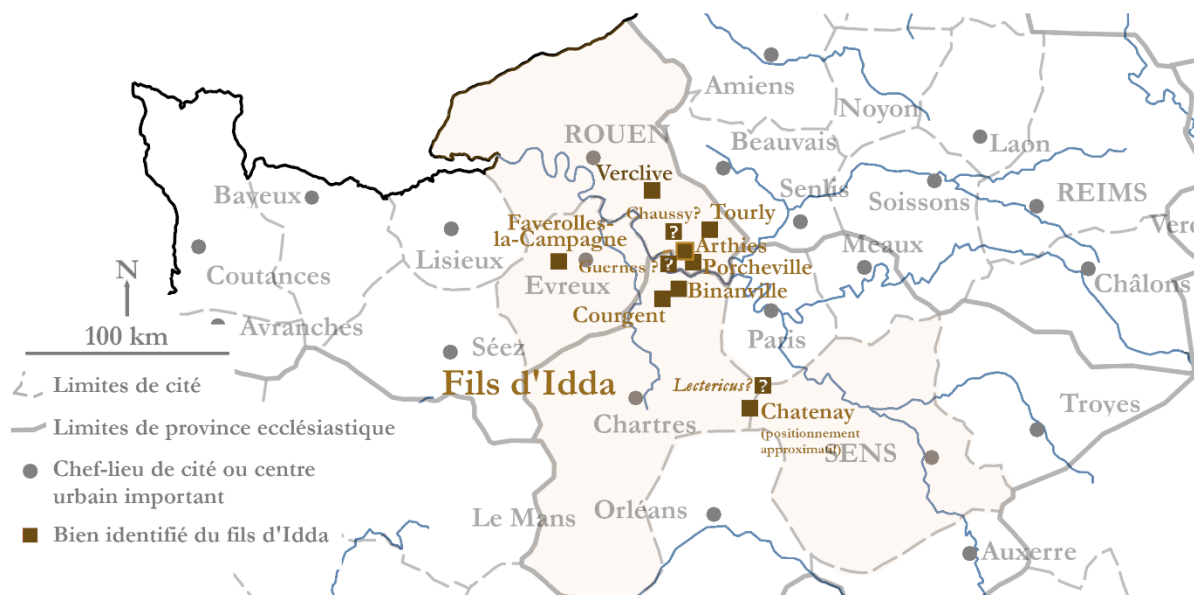 Amiens
Noyon
Laon
Beauvais
ROUEN
Verclive
Senlis
Soissons
REIMS
Bayeux
Chaussy?
?
Tourly
Faverolles-
la-Campagne
Arthies
Meaux
Coutances
Lisieux
Guernes ?
?
Porcheville
Evreux
Binanville
Châlons
N
Courgent
Avranches
100 km
Paris
Séez
Limites de cité
Fils d'Idda
Lectericus?
?
Troyes
Chatenay
(positionnement
approximatif)
Chartres
Limites de province ecclésiastique
SENS
Chef-lieu de cité ou centre
urbain important
Le Mans
Orléans
Bien identifié du fils d'Idda
Auxerre